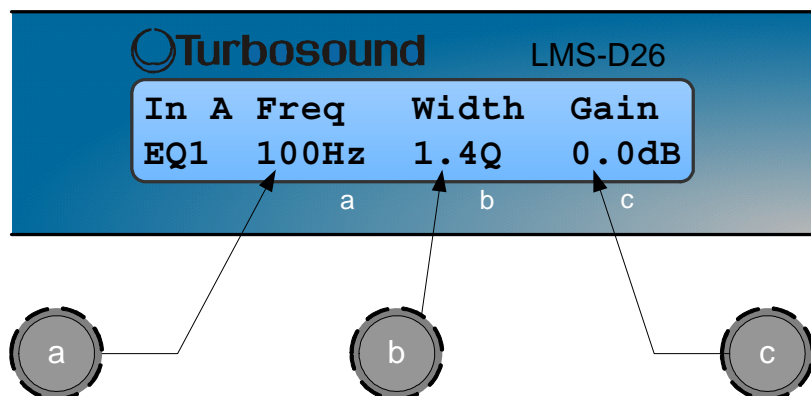 Turbosound LMS-D26
In A Freq Width Gain
EQ1 100Hz 1.4Q 0.0dB
a b c
a b c